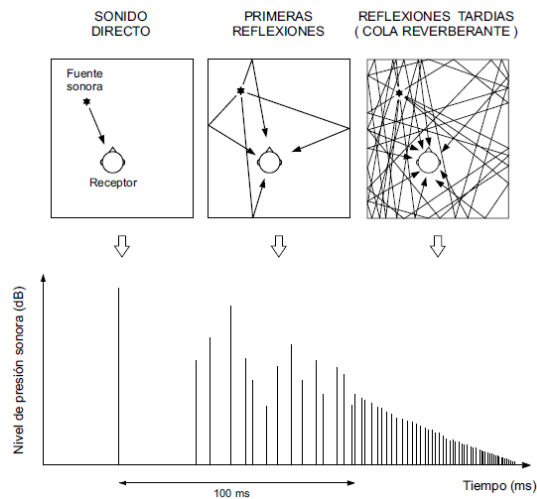 SONIDO
DIRECTO
PRIMERAS
REFLEXIONES
REFLEXIONES TARDIAS
( COLA REVERBERANTE )
Fuente
sonora
Receptor
Nivel de presión sonora (dB)
100 ms
Tiempo (ms)